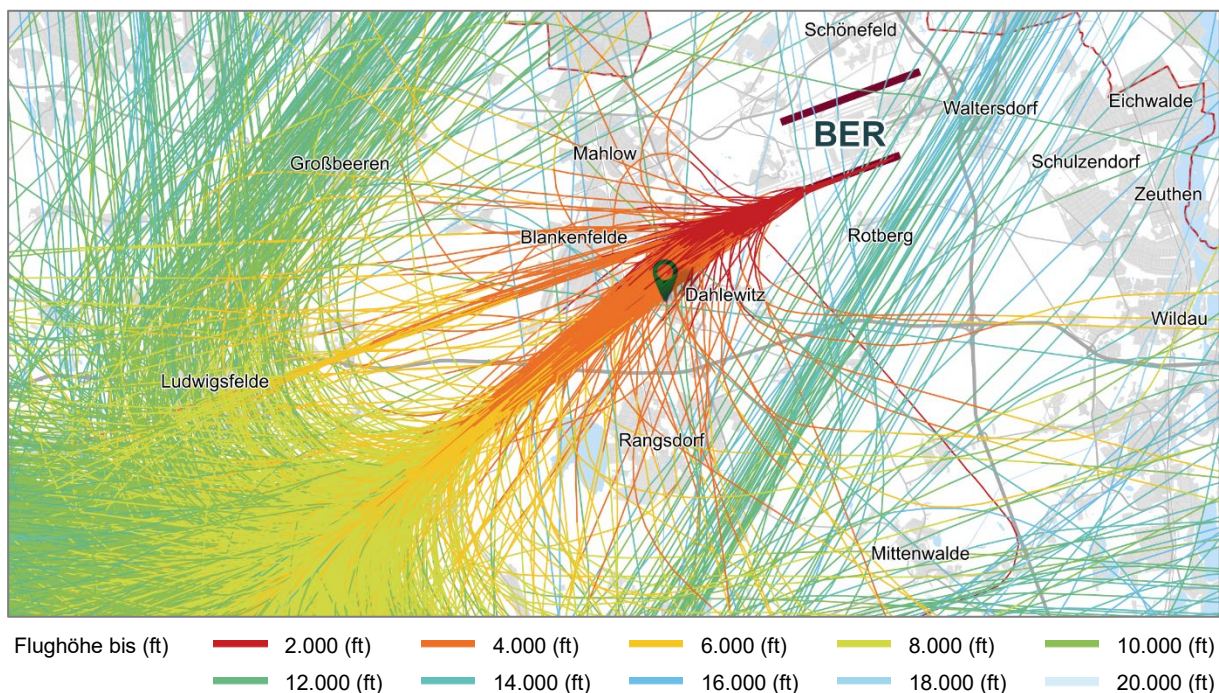 Schönefeld
Eichwalde
Waltersdorf
BER
Großbeeren
Mahlow
Schulzendorf
Zeuthen
Blankenfelde
Rotberg
Dahlewitz
Wildau
Ludwigsfelde
Rangsdorf
Mittenwalde
Flughöhe bis (ft) 2.000 (ft) 4.000 (ft) 6.000 (ft) 8.000 (ft) 10.000 (ft)
12.000 (ft) 14.000 (ft) 16.000 (ft) 18.000 (ft) 20.000 (ft)